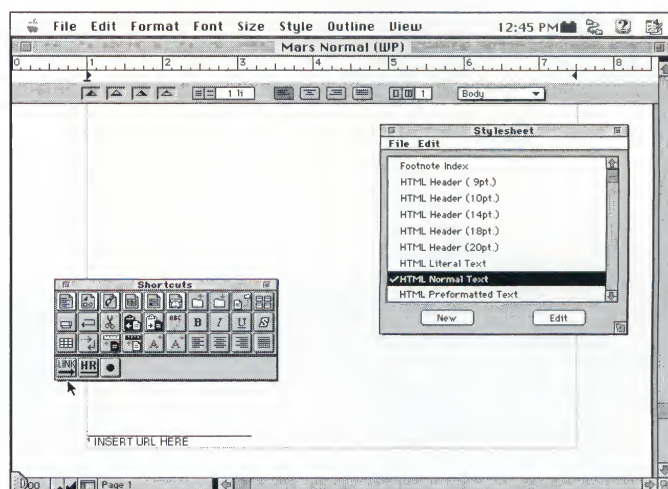 File Edit Format Font Size Style Outline View 12:45 PM
Mars Normal (WP)
0 1 2 3 4 5 6 7 8
1 li 1 Body
Stylesheet
File Edit
Footnote Index
HTML Header ( 9pt.)
HTML Header (10pt.)
HTML Header (14pt.)
HTML Header (18pt.)
HTML Header (20pt.)
HTML Literal Text
✓HTML Normal Text
HTML Preformatted Text
New Edit
Shortcuts
ABC B I U S
A A
LINK HR
INSERT URL HERE
100 Page 1